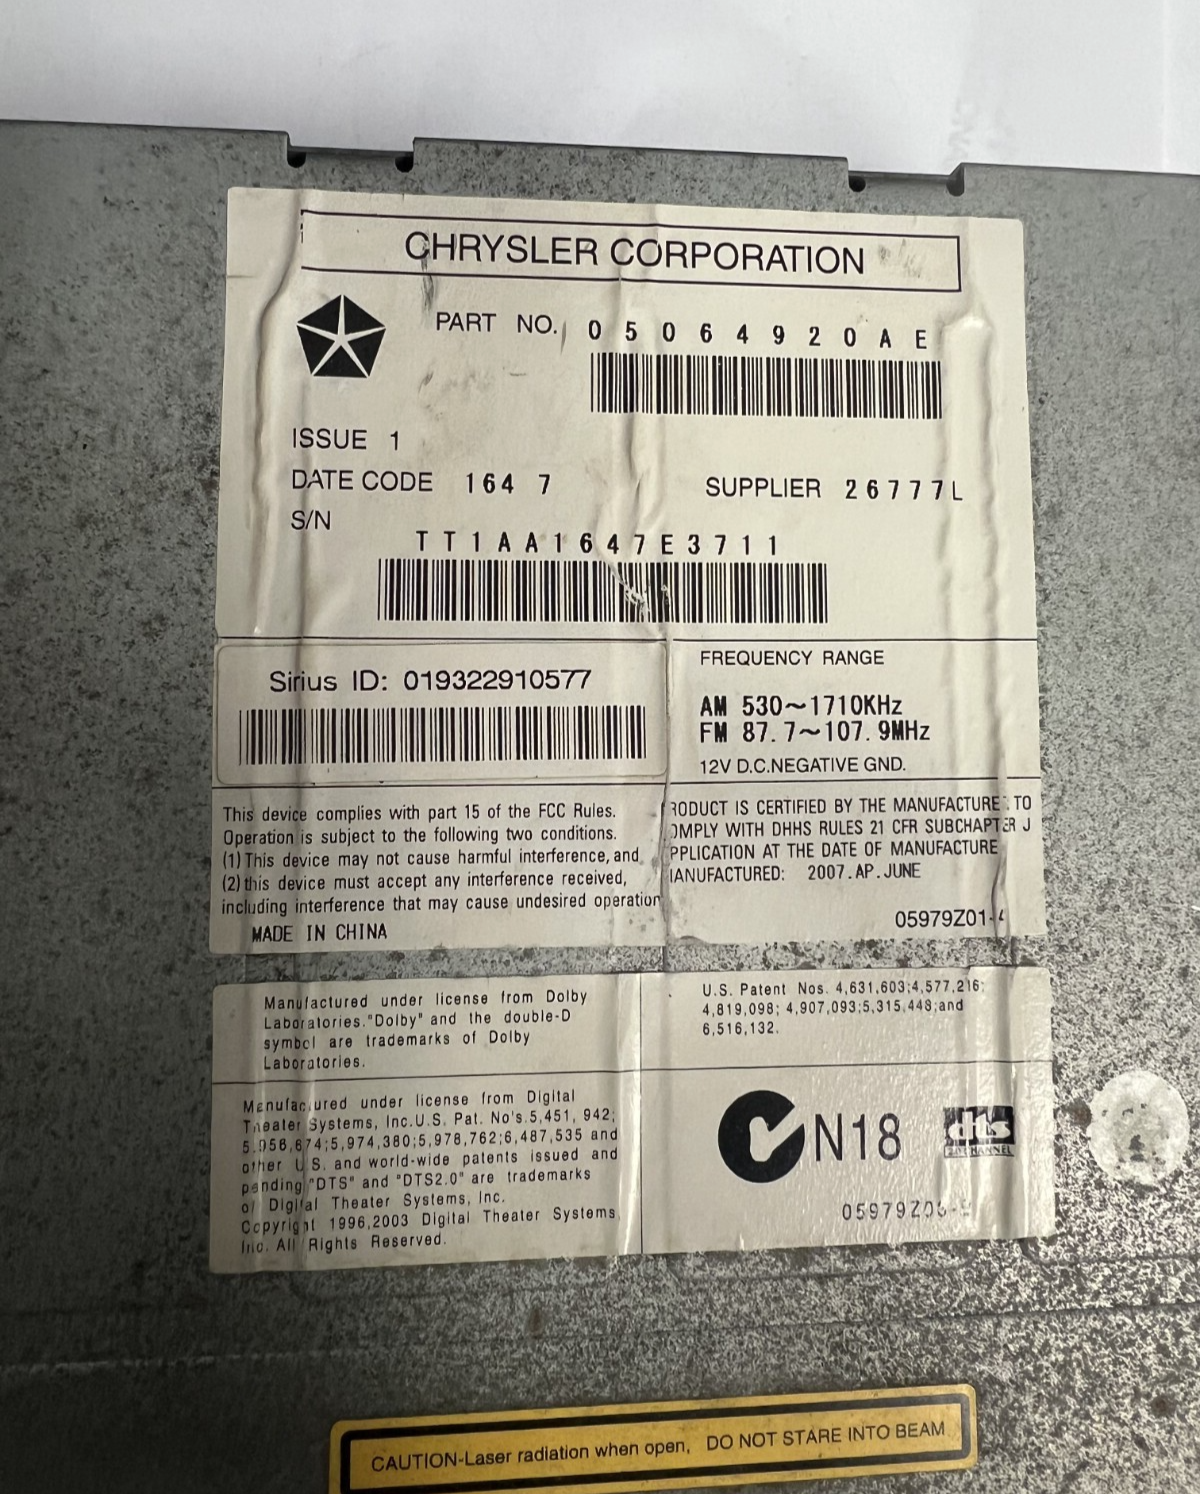 CHRYSLER CORPORATION
PART NO. 05064920AE
ISSUE 1
DATE CODE 164 7 SUPPLIER 26777L
S/N
TT1AA1647E3711
Sirius ID: 019322910577
FREQUENCY RANGE
AM 530~1710KHz
FM 87.7~107.9MHz
12V D.C.NEGATIVE GND.
This device complies with part 15 of the FCC Rules.
Operation is subject to the following two conditions.
(1) This device may not cause harmful interference, and
(2) this device must accept any interference received,
including interference that may cause undesired operation
MADE IN CHINA
RODUCT IS CERTIFIED BY THE MANUFACTURE TO
OMPLY WITH DHHS RULES 21 CFR SUBCHAPTER J
PPLICATION AT THE DATE OF MANUFACTURE
ANUFACTURED: 2007.AP.JUNE
05979Z01-
Manufactured under license from Dolby
Laboratories."Dolby" and the double-D
symbol are trademarks of Dolby
Laboratories.
U.S. Patent Nos. 4,631,603;4,577,216;
4,819,098; 4,907,093;5,315,448;and
6,516,132.
Manufactured under license from Digital
Theater Systems, Inc.U.S. Pat. No's.5,451, 942;
5,956,674;5,974,380;5,978,762;6,487,535 and
other U.S. and world-wide patents issued and
pending "DTS" and "DTS2.0" are trademarks
of Digital Theater Systems, Inc.
Copyright 1996,2003 Digital Theater Systems,
Inc. All Rights Reserved.
N18
dts
CHANNEL
05979Z06-
CAUTION-Laser radiation when open, DO NOT STARE INTO BEAM